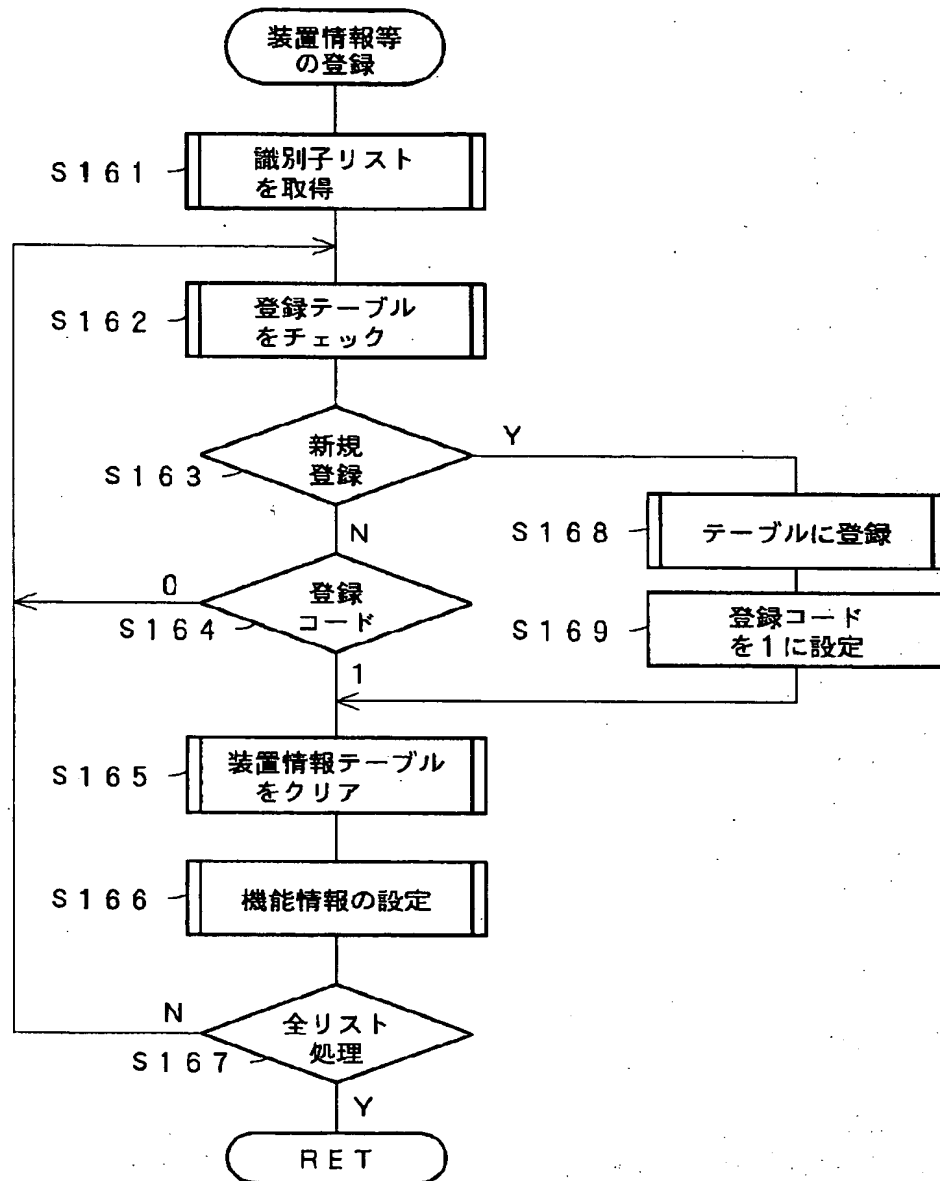 装置情報等
の登録
S161
識別子リスト
を取得
S162
登録テーブル
をチェック
S163
新規
登録
Y
N
S168
テーブルに登録
S164
登録
コード
0
1
S169
登録コード
を1に設定
S165
装置情報テーブル
をクリア
S166
機能情報の設定
S167
全リスト
処理
N
Y
RET